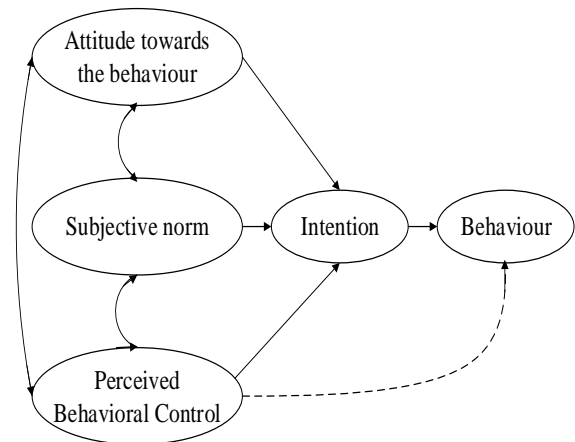 Attitude towards
the behaviour
Subjective norm
Intention
Behaviour
Perceived
Behavioral Control